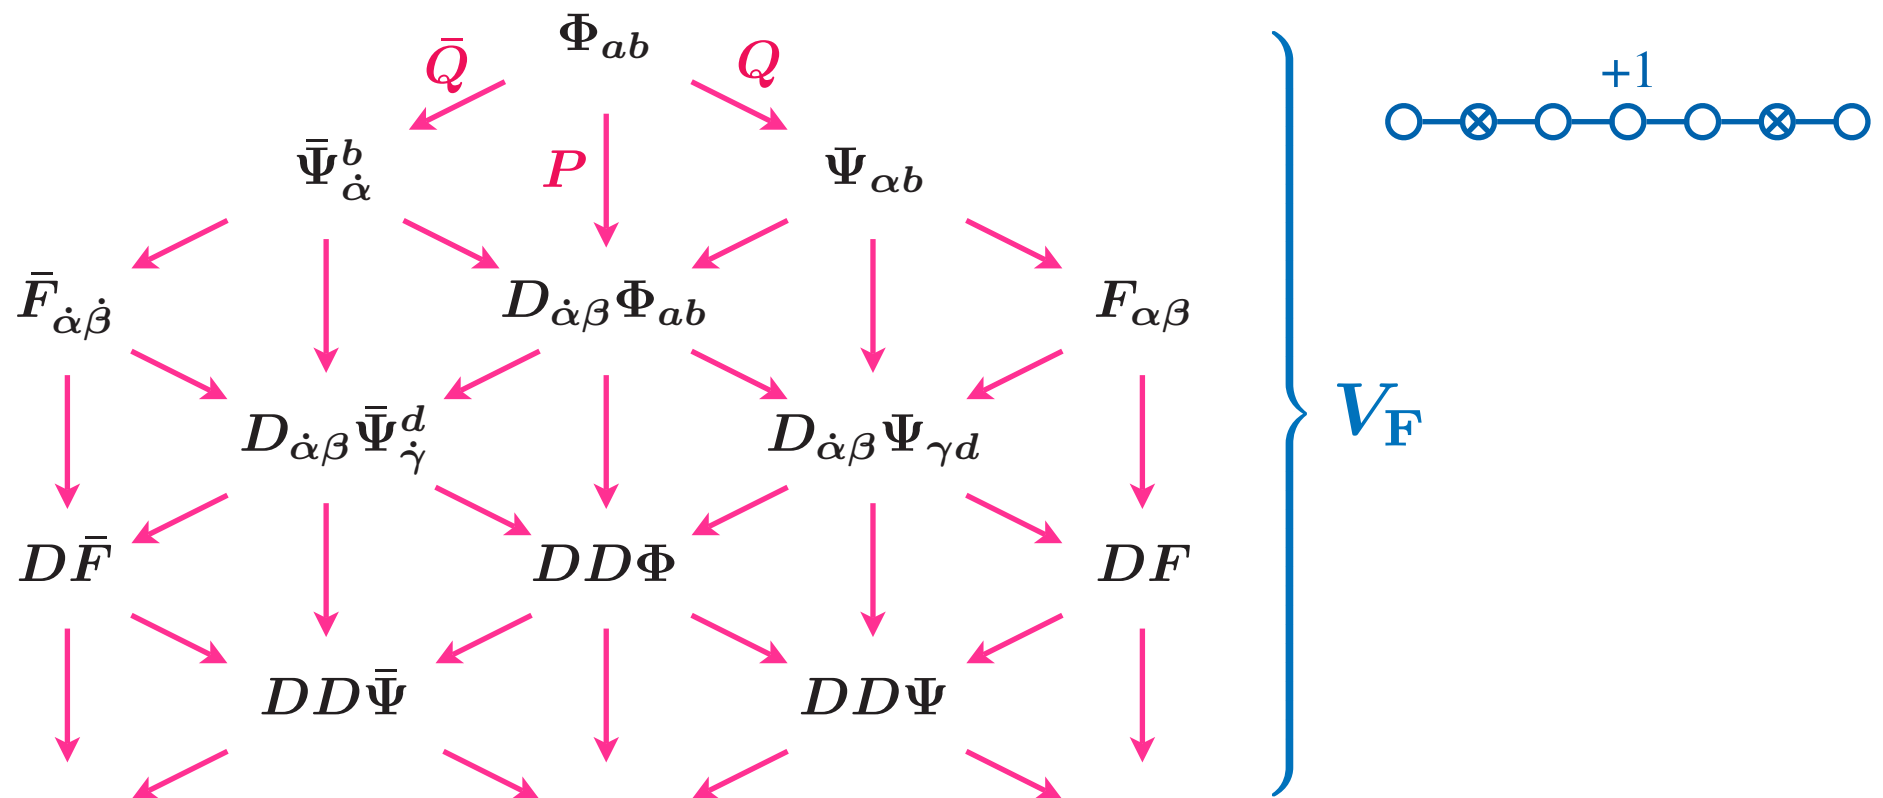 Φ_{ab}
Q̄ Q +1
Ψ̄^b_{α̇} P Ψ_{αb}
F̄_{α̇β̇} D_{α̇β}Φ_{ab} F_{αβ}
V_F
D_{α̇β}Ψ̄^d_{γ̇} D_{α̇β}Ψ_{γd}
DF̄ DDΦ DF
DDΨ̄ DDΨ